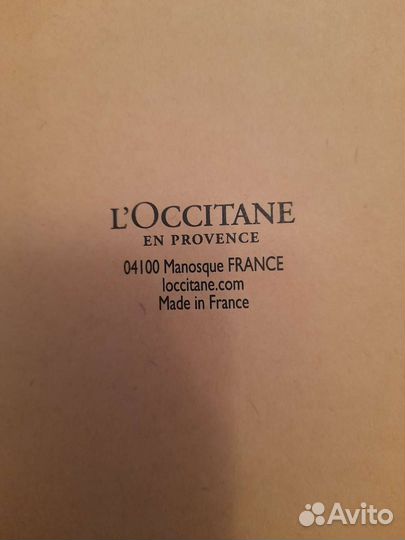 L'OCCITANE
EN PROVENCE
04100 Manosque FRANCE
loccitane.com
Made in France
Avito